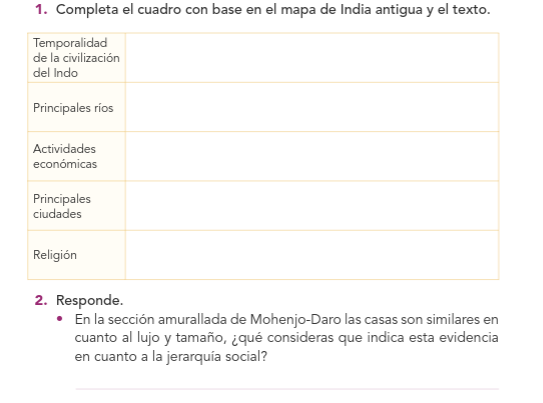 1. Completa el cuadro con base en el mapa de India antigua y el texto.
Temporalidad
de la civilización
del Indo
Principales ríos
Actividades
económicas
Principales
ciudades
Religión
2. Responde.
• En la sección amurallada de Mohenjo-Daro las casas son similares en
cuanto al lujo y tamaño, ¿qué consideras que indica esta evidencia
en cuanto a la jerarquía social?